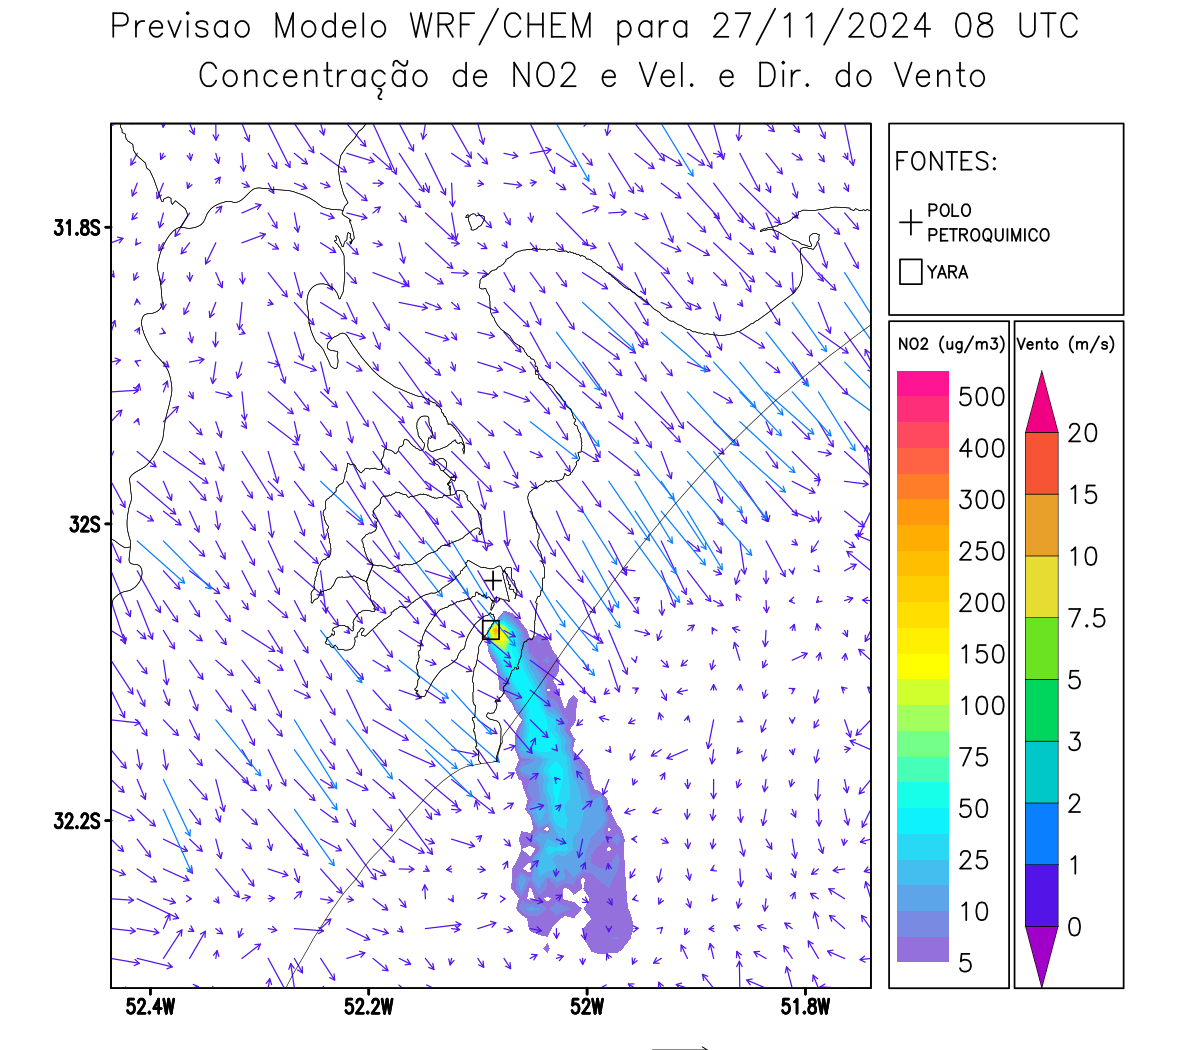 Previsao Modelo WRF/CHEM para 27/11/2024 08 UTC
Concentração de NO2 e Vel. e Dir. do Vento
FONTES:
POLO
PETROQUIMICO
YARA
NO2 (ug/m3)
500
400
300
250
200
150
100
75
50
25
10
5
Vento (m/s)
20
15
10
7.5
5
3
2
1
0
31.8S
32S
32.2S
52.4W
52.2W
52W
51.8W